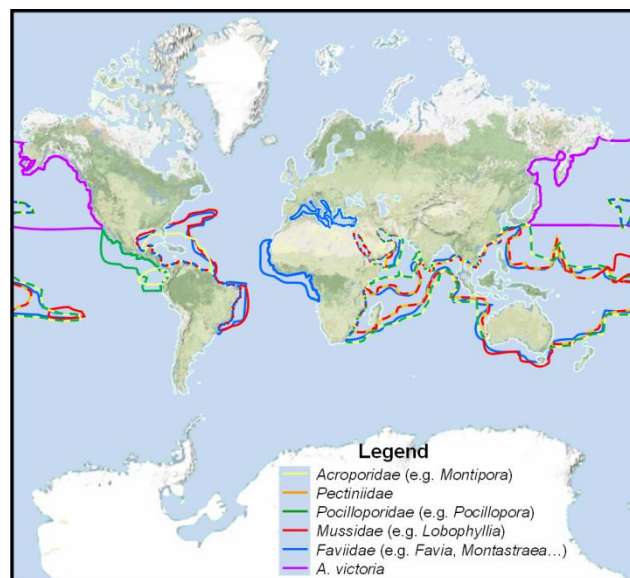 Legend
Acroporidae (e.g. Montipora)
Pectiniidae
Pocilloporidae (e.g. Pocillopora)
Mussidae (e.g. Lobophyllia)
Faviidae (e.g. Favia, Montastraea…)
A. victoria